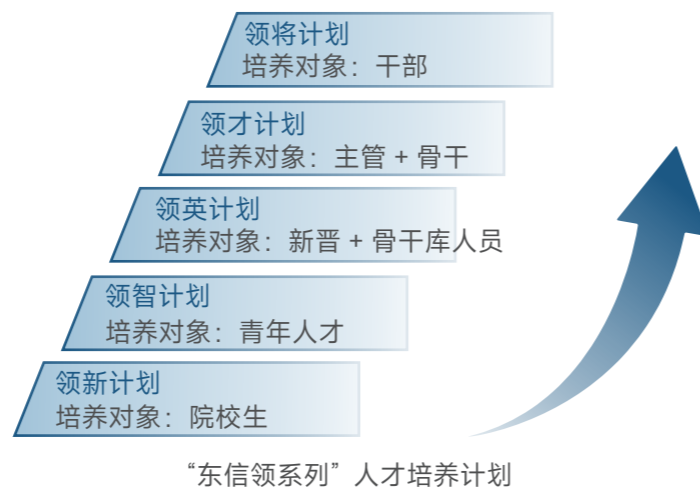 领将计划
培养对象：干部
领才计划
培养对象：主管 + 骨干
领英计划
培养对象：新晋 + 骨干库人员
领智计划
培养对象：青年人才
领新计划
培养对象：院校生
“东信领系列”人才培养计划